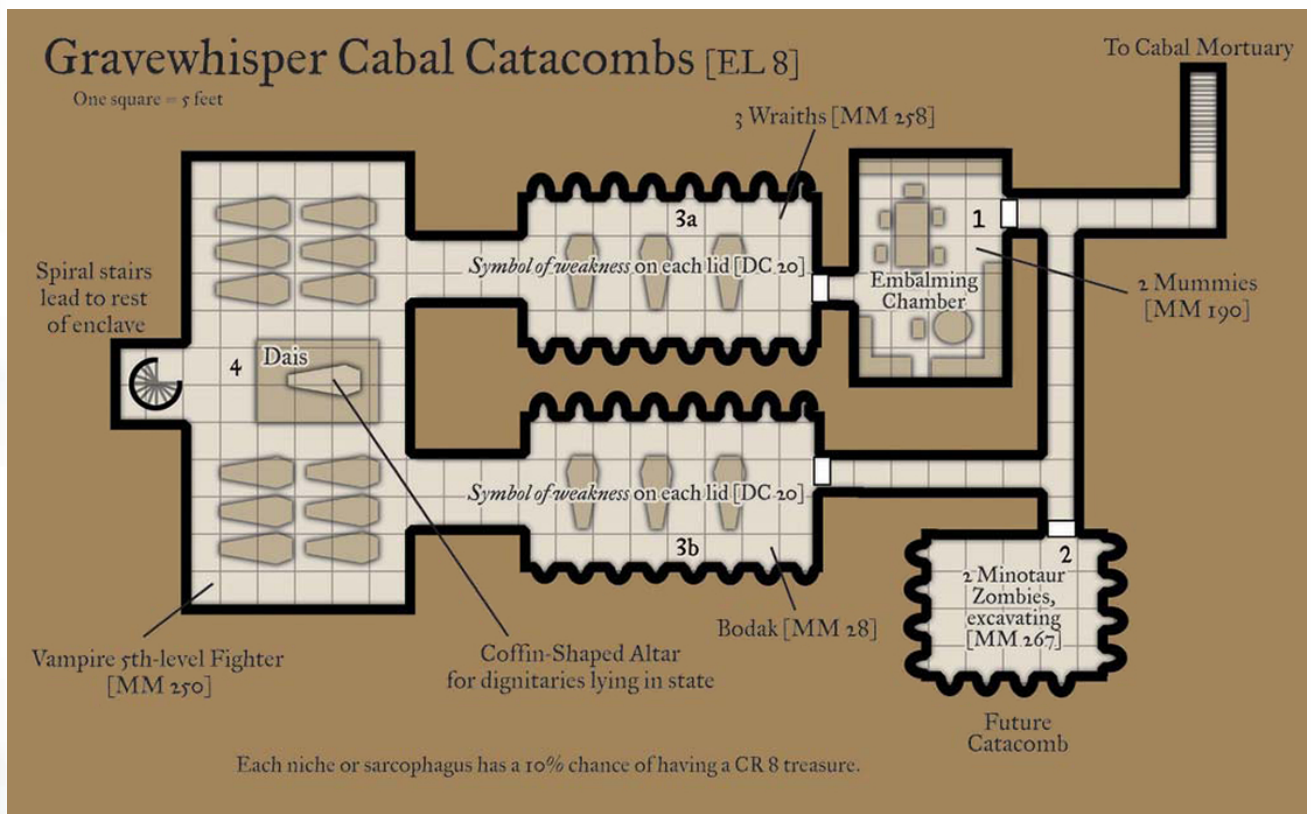 Gravewhisper Cabal Catacombs [EL 8]
One square = 5 feet
To Cabal Mortuary
3 Wraiths [MM 258]
3a
1
Symbol of weakness on each lid [DC 20]
Embalming
Chamber
2 Mummies
[MM 190]
Spiral stairs
lead to rest
of enclave
4
Dais
Symbol of weakness on each lid [DC 20]
3b
2
2 Minotaur
Zombies,
excavating
[MM 267]
Bodak [MM 28]
Vampire 5th-level Fighter
[MM 250]
Coffin-Shaped Altar
for dignitaries lying in state
Future
Catacomb
Each niche or sarcophagus has a 10% chance of having a CR 8 treasure.